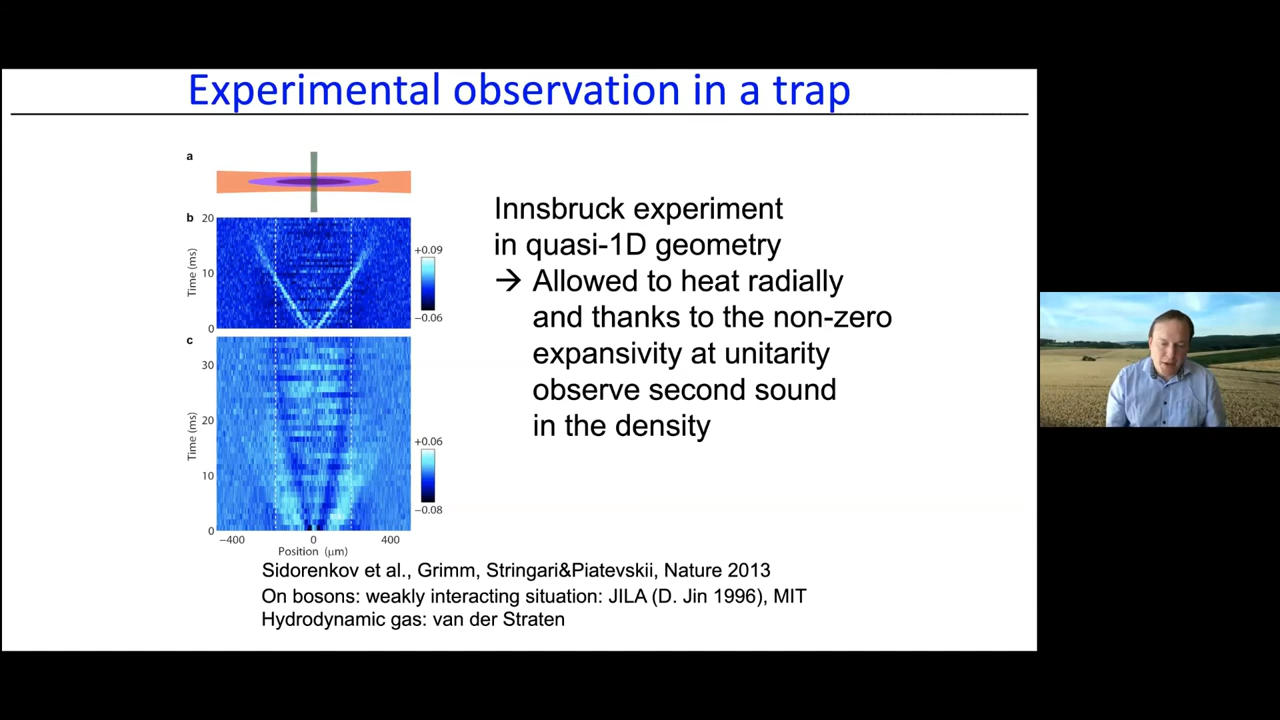 Experimental observation in a trap
a
b
20
10
0
Time (ms)
+0.09
−0.06
c
30
20
10
0
Time (ms)
+0.06
−0.08
−400
0
400
Position (μm)
Innsbruck experiment
in quasi-1D geometry
→ Allowed to heat radially
and thanks to the non-zero
expansivity at unitarity
observe second sound
in the density
Sidorenkov et al., Grimm, Stringari&Piatevskii, Nature 2013
On bosons: weakly interacting situation: JILA (D. Jin 1996), MIT
Hydrodynamic gas: van der Straten